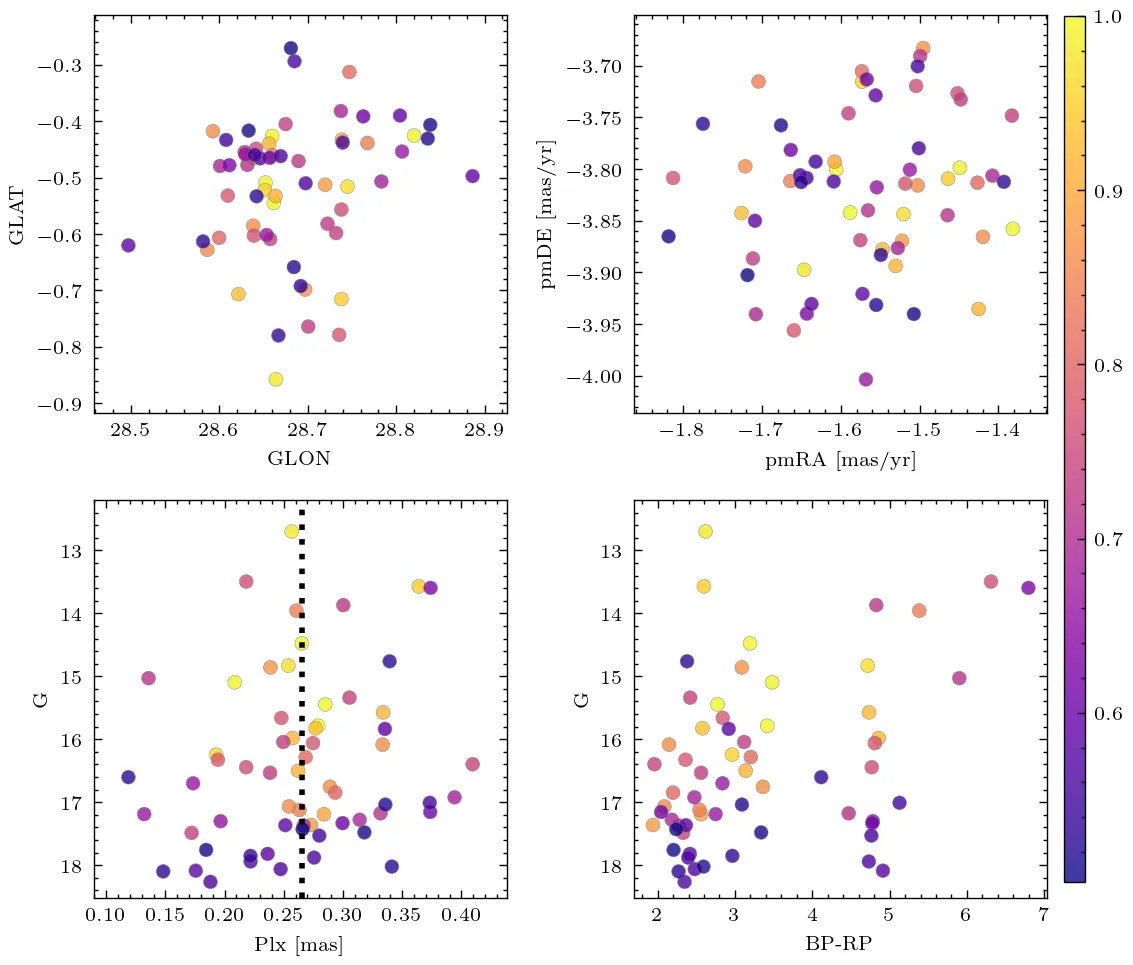 −0.3
−0.4
−0.5
−0.6
−0.7
−0.8
−0.9
GLAT
28.5 28.6 28.7 28.8 28.9
GLON
−3.70
−3.75
−3.80
−3.85
−3.90
−3.95
−4.00
pmDE [mas/yr]
−1.8 −1.7 −1.6 −1.5 −1.4
pmRA [mas/yr]
13
14
15
16
17
18
G
0.10 0.15 0.20 0.25 0.30 0.35 0.40
Plx [mas]
13
14
15
16
17
18
G
2 3 4 5 6 7
BP-RP
1.0
0.9
0.8
0.7
0.6